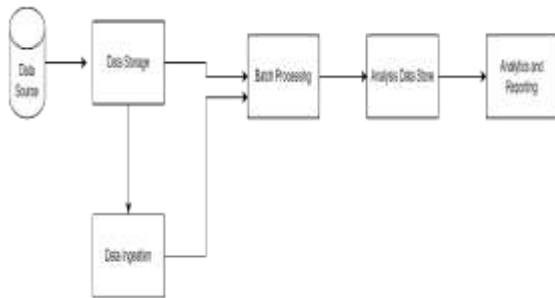 Data
Source
Data Storage
Batch Processing
Analysis Data Store
Analytics and
Reporting
Data Ingestion